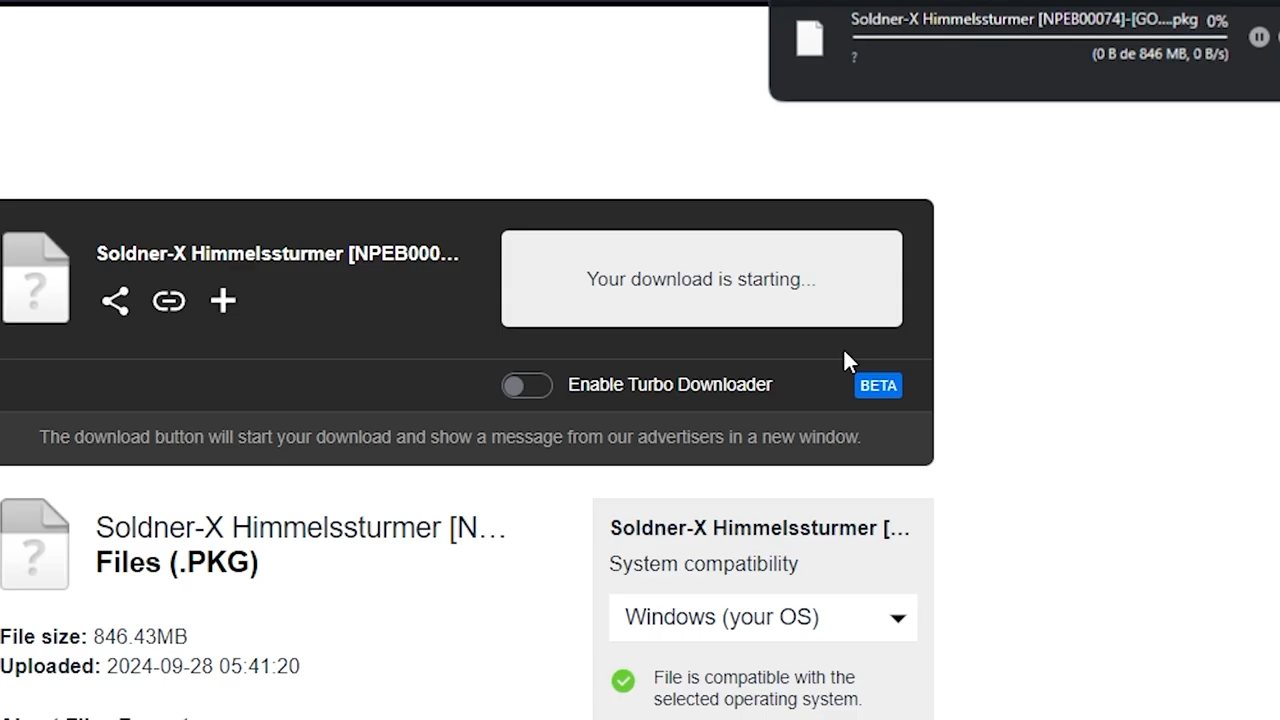 Soldner-X Himmelssturmer [NPEB00074]-[GO....pkg 0%
?
(0 B de 846 MB, 0 B/s)
Soldner-X Himmelssturmer [NPEB000...
?
Your download is starting...
Enable Turbo Downloader
BETA
The download button will start your download and show a message from our advertisers in a new window.
?
Soldner-X Himmelssturmer [N...
Files (.PKG)
File size: 846.43MB
Uploaded: 2024-09-28 05:41:20
Soldner-X Himmelssturmer [...
System compatibility
Windows (your OS)
File is compatible with the
selected operating system.